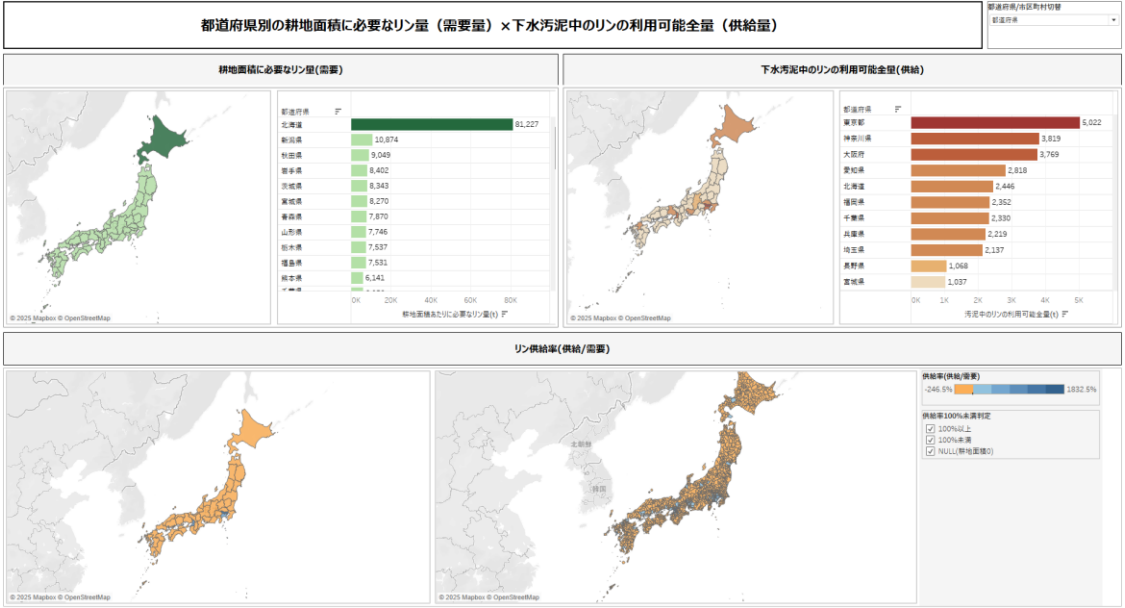 都道府県別の耕地面積に必要なリン量（需要量）×下水汚泥中のリンの利用可能全量（供給量）
都道府県/市区町村切替
都道府県
耕地面積に必要なリン量(需要)
都道府県
北海道 81,227
新潟県 10,874
秋田県 9,049
岩手県 8,402
茨城県 8,343
宮城県 8,270
青森県 7,870
山形県 7,746
栃木県 7,537
福島県 7,531
熊本県 6,141
0K 20K 40K 60K 80K
耕地面積あたりに必要なリン量(t)
© 2025 Mapbox © OpenStreetMap
下水汚泥中のリンの利用可能全量(供給)
都道府県
東京都 5,022
神奈川県 3,819
大阪府 3,769
愛知県 2,818
北海道 2,446
福岡県 2,352
千葉県 2,330
兵庫県 2,219
埼玉県 2,137
長野県 1,068
宮城県 1,037
0K 1K 2K 3K 4K 5K
汚泥中のリンの利用可能全量(t)
© 2025 Mapbox © OpenStreetMap
リン供給率(供給/需要)
© 2025 Mapbox © OpenStreetMap
北朝鮮
韓国
© 2025 Mapbox © OpenStreetMap
供給率(供給/需要)
-246.5% 1832.5%
供給率100%未満判定
100%以上
100%未満
NULL(耕地面積0)